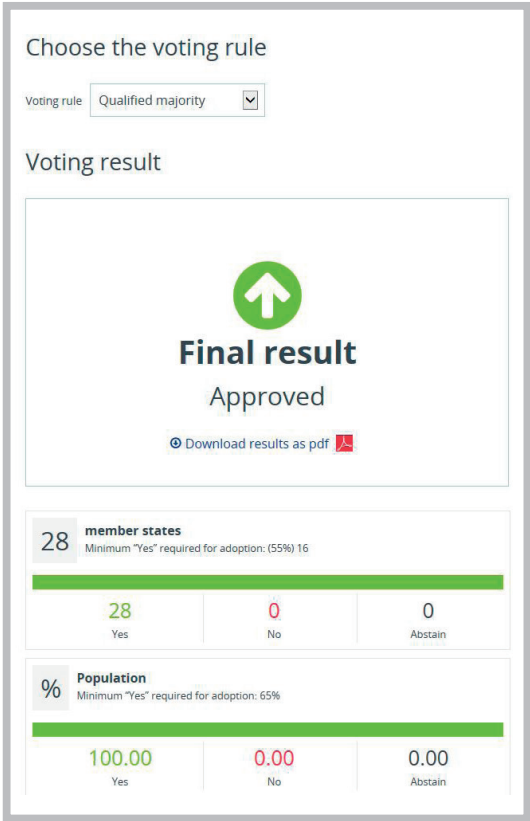 Choose the voting rule
Voting rule Qualified majority
Voting result
Final result
Approved
Download results as pdf
28 member states
Minimum "Yes" required for adoption: (55%) 16
28 0 0
Yes No Abstain
% Population
Minimum "Yes" required for adoption: 65%
100.00 0.00 0.00
Yes No Abstain